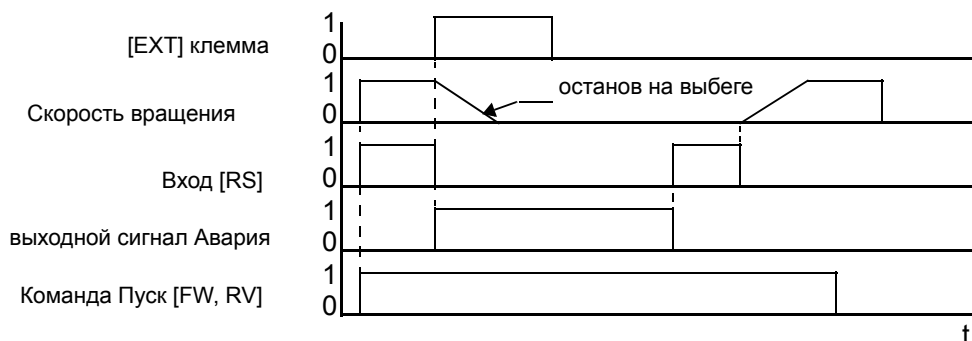 [EXT] клемма
1
0
Скорость вращения
1
0
останов на выбеге
Вход [RS]
1
0
выходной сигнал Авария
1
0
Команда Пуск [FW, RV]
1
0
t